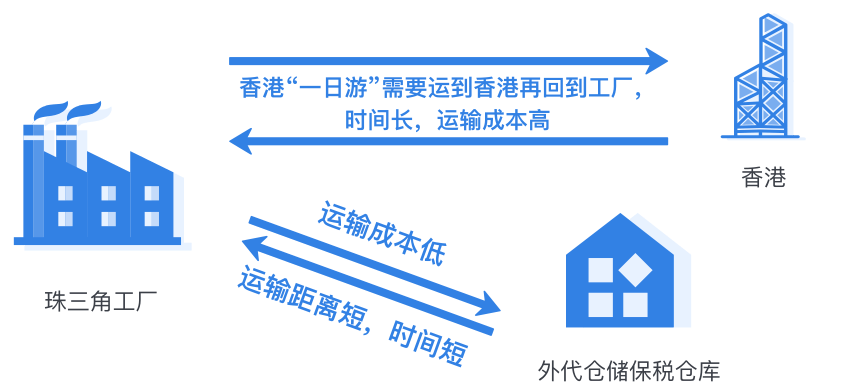 香港“一日游”需要运到香港再回到工厂，
时间长，运输成本高
香港
运输成本低
运输距离短，时间短
珠三角工厂
外代仓储保税仓库